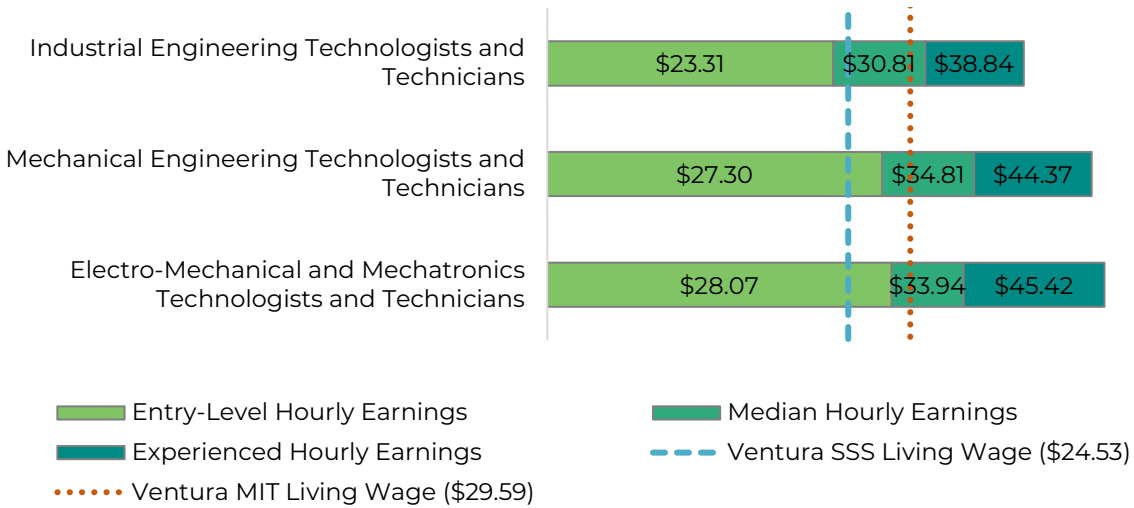 Industrial Engineering Technologists and
Technicians
$23.31
$30.81
$38.84
Mechanical Engineering Technologists and
Technicians
$27.30
$34.81
$44.37
Electro-Mechanical and Mechatronics
Technologists and Technicians
$28.07
$33.94
$45.42
Entry-Level Hourly Earnings
Median Hourly Earnings
Experienced Hourly Earnings
Ventura SSS Living Wage ($24.53)
Ventura MIT Living Wage ($29.59)